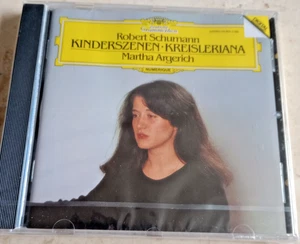 Robert Schumann
KINDERSZENEN · KREISLERIANA
Martha Argerich